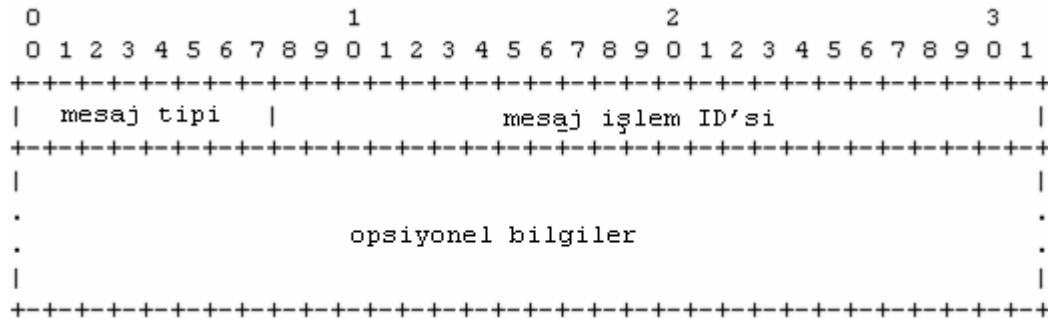 0 1 2 3
0 1 2 3 4 5 6 7 8 9 0 1 2 3 4 5 6 7 8 9 0 1 2 3 4 5 6 7 8 9 0 1
+-+-+-+-+-+-+-+-+-+-+-+-+-+-+-+-+-+-+-+-+-+-+-+-+-+-+-+-+-+-+-+-+
| mesaj tipi | mesaj işlem ID'si |
+-+-+-+-+-+-+-+-+-+-+-+-+-+-+-+-+-+-+-+-+-+-+-+-+-+-+-+-+-+-+-+-+
| |
. .
opsiyonel bilgiler
. .
| |
+-+-+-+-+-+-+-+-+-+-+-+-+-+-+-+-+-+-+-+-+-+-+-+-+-+-+-+-+-+-+-+-+